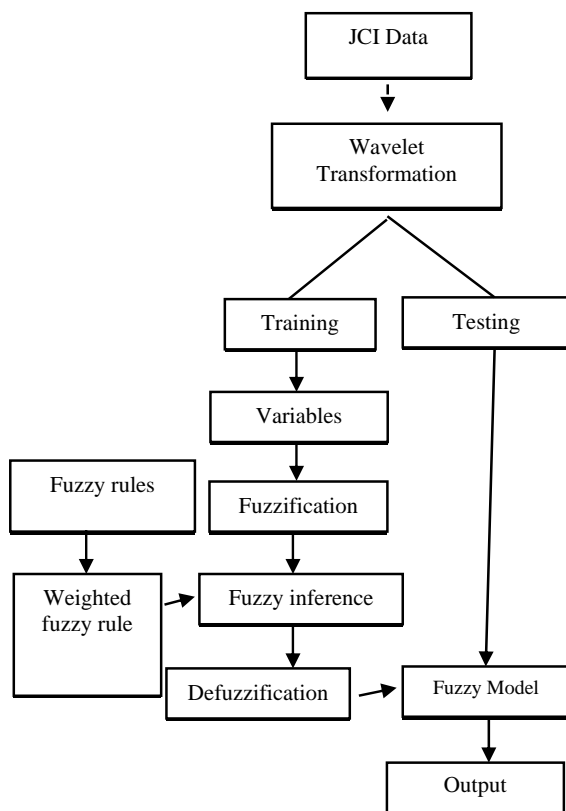 JCI Data
Wavelet
Transformation
Training
Testing
Variables
Fuzzy rules
Fuzzification
Weighted
fuzzy rule
Fuzzy inference
Defuzzification
Fuzzy Model
Output